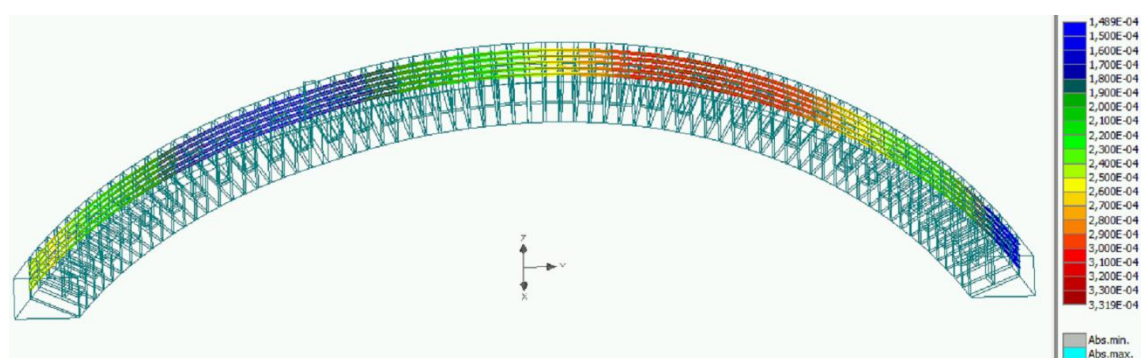 1,489E-04
1,500E-04
1,600E-04
1,700E-04
1,800E-04
1,900E-04
2,000E-04
2,100E-04
2,200E-04
2,300E-04
2,400E-04
2,500E-04
2,600E-04
2,700E-04
2,800E-04
2,900E-04
3,000E-04
3,100E-04
3,200E-04
3,300E-04
3,319E-04
Z
Y
X
Abs.min.
Abs.max.